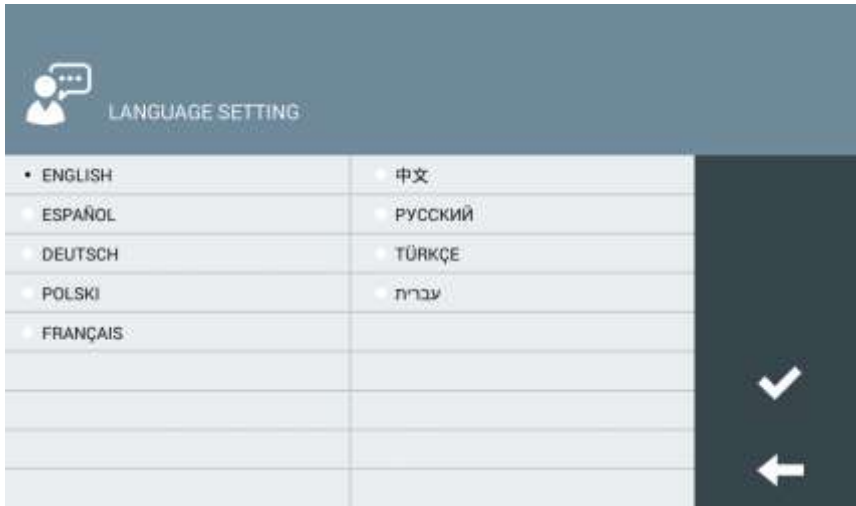 LANGUAGE SETTING
• ENGLISH
ESPAÑOL
DEUTSCH
POLSKI
FRANÇAIS
中文
РУССКИЙ
TÜRKÇE
עברית